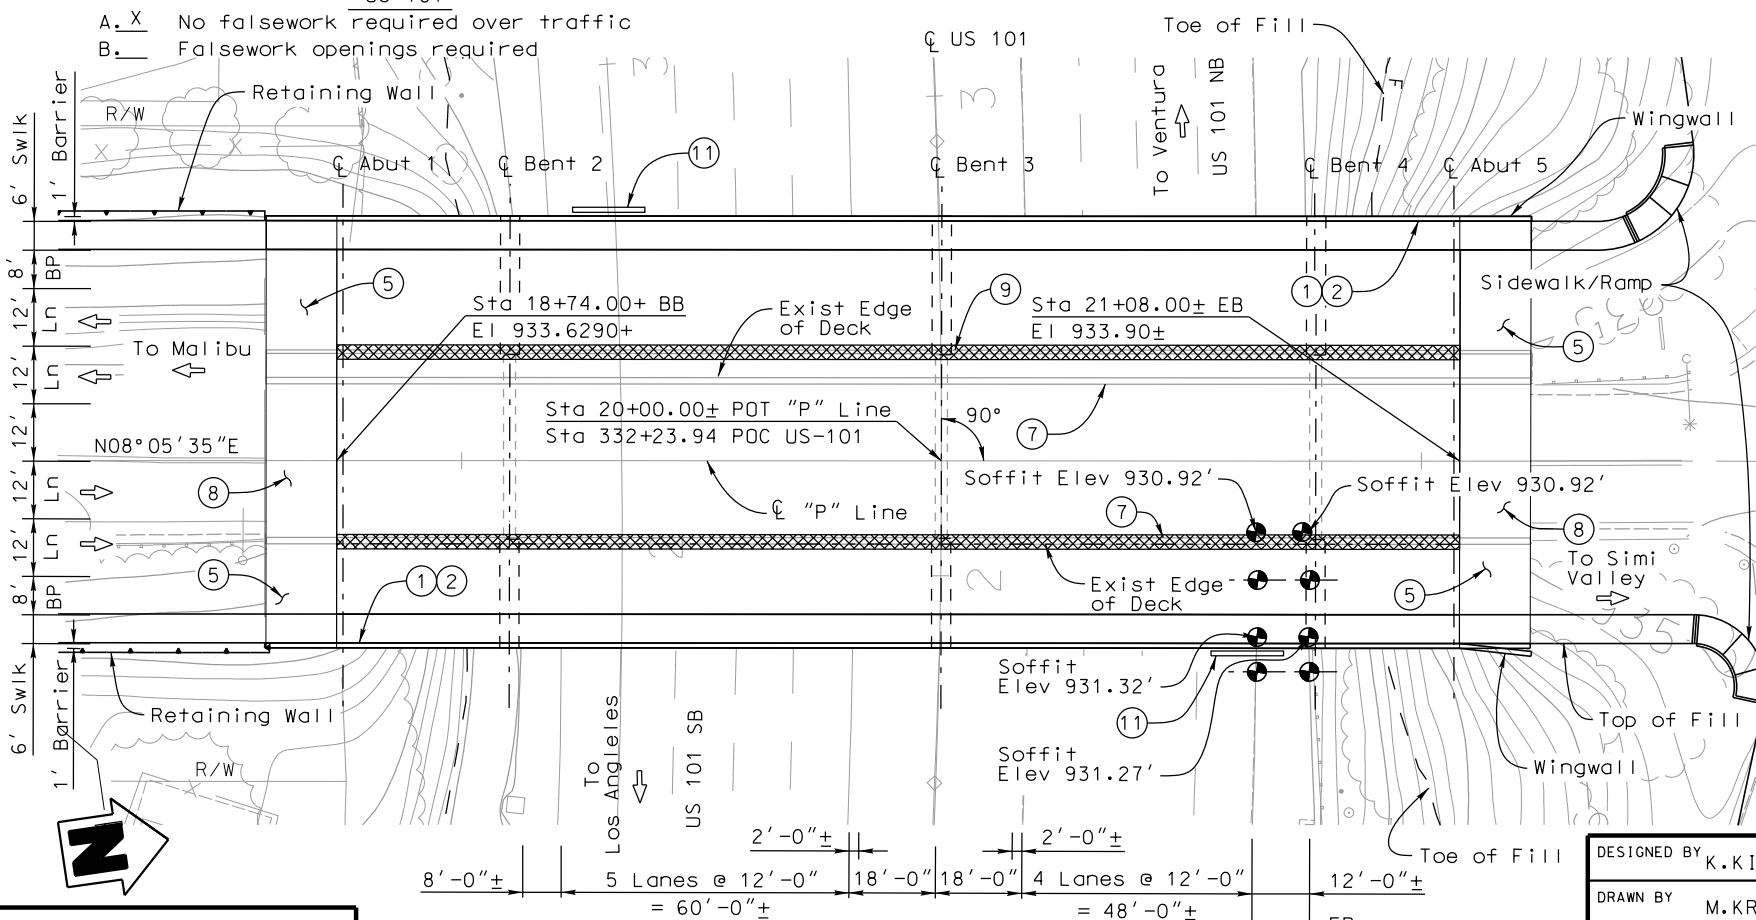 A. X No falsework required over traffic
B. Falsework openings required
℄ US 101
Toe of Fill
Retaining Wall
R/W
6' Swlk
1' Barrier
℄ Abut 1
℄ Bent 2
11
℄ Bent 3
To Ventura
US 101 NB
F
℄ Bent 4
℄ Abut 5
Wingwall
3
8' BP
12' Ln
12' Ln
12'
12' Ln
12' Ln
8' BP
6' Swlk
1' Barrier
5
Sta 18+74.00+ BB
El 933.6290+
Exist Edge
of Deck
9
Sta 21+08.00± EB
El 933.90±
1 2
Sidewalk/Ramp
5
To Malibu
Sta 20+00.00± POT "P" Line
Sta 332+23.94 POC US-101
90°
7
N08°05'35"E
8
℄ "P" Line
Soffit Elev 930.92'
Soffit Elev 930.92'
7
8
5
1 2
2
Exist Edge
of Deck
5
To Simi
Valley
935
935
Soffit
Elev 931.32'
11
Soffit
Elev 931.27'
Retaining Wall
R/W
To
Los Angleles
US 101 SB
Top of Fill
Wingwall
Toe of Fill
N
2'-0"±
2'-0"±
8'-0"±
5 Lanes @ 12'-0"
= 60'-0"±
18'-0"
18'-0"
4 Lanes @ 12'-0"
= 48'-0"±
12'-0"±
DESIGNED BY K.KI
DRAWN BY M.KR